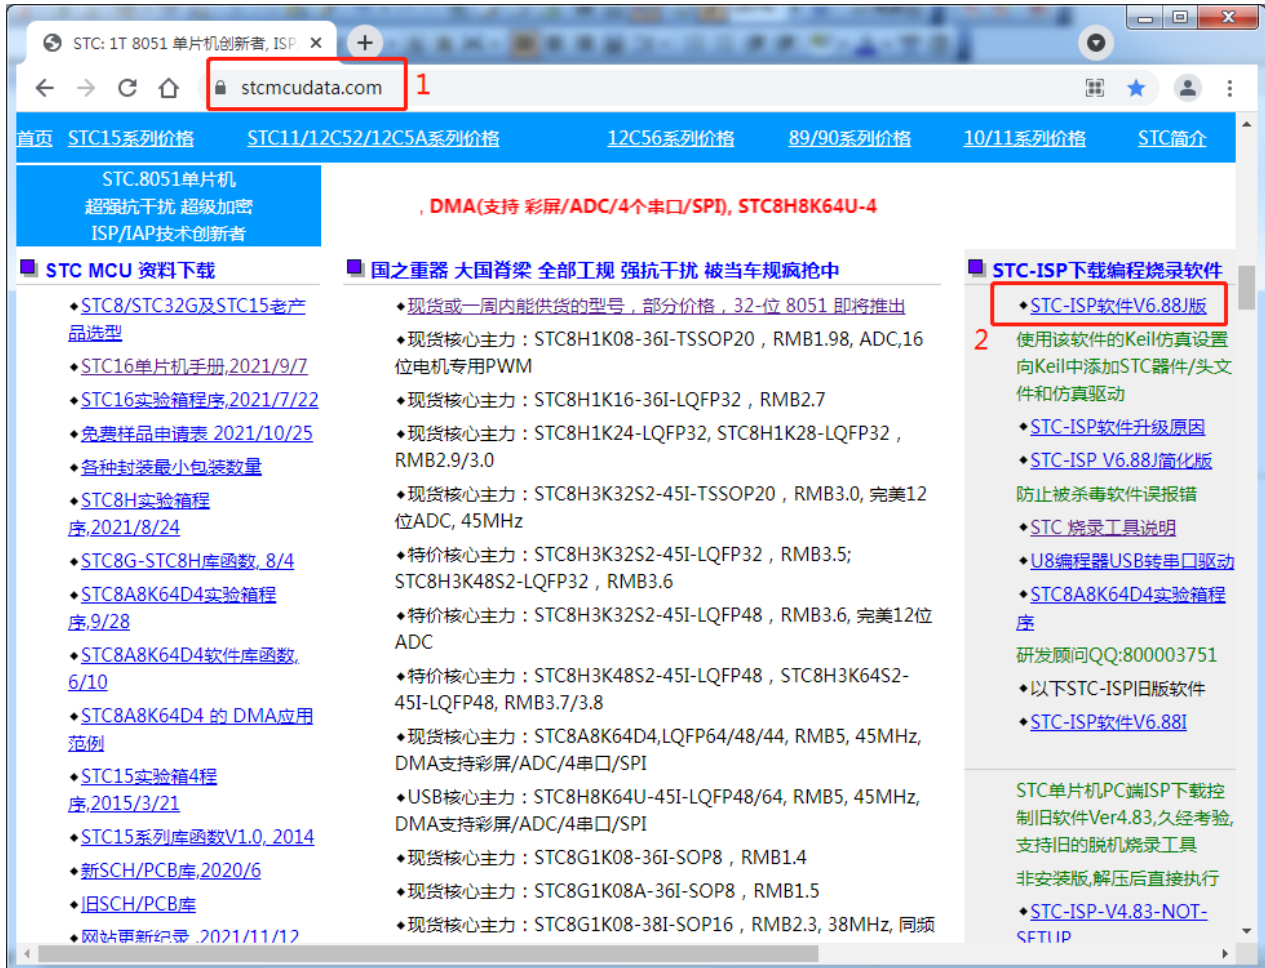 STC: 1T 8051 单片机创新者, ISP
stcmcudata.com
1
首页 STC15系列价格 STC11/12C52/12C5A系列价格 12C56系列价格 89/90系列价格 10/11系列价格 STC简介
STC.8051单片机
超强抗干扰 超级加密
ISP/IAP技术创新者
, DMA(支持 彩屏/ADC/4个串口/SPI), STC8H8K64U-4
STC MCU 资料下载
◆STC8/STC32G及STC15老产
品选型
◆STC16单片机手册,2021/9/7
◆STC16实验箱程序,2021/7/22
◆免费样品申请表 2021/10/25
◆各种封装最小包装数量
◆STC8H实验箱程
序,2021/8/24
◆STC8G-STC8H库函数, 8/4
◆STC8A8K64D4实验箱程
序,9/28
◆STC8A8K64D4软件库函数,
6/10
◆STC8A8K64D4 的 DMA应用
范例
◆STC15实验箱4程
序,2015/3/21
◆STC15系列库函数V1.0, 2014
◆新SCH/PCB库,2020/6
◆旧SCH/PCB库
◆网站更新纪录 ,2021/11/12
国之重器 大国脊梁 全部工规 强抗干扰 被当车规疯抢中
◆现货或一周内能供货的型号，部分价格，32-位 8051 即将推出
◆现货核心主力：STC8H1K08-36I-TSSOP20，RMB1.98, ADC,16
位电机专用PWM
◆现货核心主力：STC8H1K16-36I-LQFP32，RMB2.7
◆现货核心主力：STC8H1K24-LQFP32, STC8H1K28-LQFP32，
RMB2.9/3.0
◆现货核心主力：STC8H3K32S2-45I-TSSOP20，RMB3.0, 完美12
位ADC, 45MHz
◆特价核心主力：STC8H3K32S2-45I-LQFP32，RMB3.5;
STC8H3K48S2-LQFP32，RMB3.6
◆特价核心主力：STC8H3K32S2-45I-LQFP48，RMB3.6, 完美12位
ADC
◆特价核心主力：STC8H3K48S2-45I-LQFP48，STC8H3K64S2-
45I-LQFP48, RMB3.7/3.8
◆现货核心主力：STC8A8K64D4,LQFP64/48/44, RMB5, 45MHz,
DMA支持彩屏/ADC/4串口/SPI
◆USB核心主力：STC8H8K64U-45I-LQFP48/64, RMB5, 45MHz,
DMA支持彩屏/ADC/4串口/SPI
◆现货核心主力：STC8G1K08-36I-SOP8，RMB1.4
◆现货核心主力：STC8G1K08A-36I-SOP8，RMB1.5
◆现货核心主力：STC8G1K08-38I-SOP16，RMB2.3, 38MHz, 同频
STC-ISP下载编程烧录软件
◆STC-ISP软件V6.88J版
2
使用该软件的Keil仿真设置
向Keil中添加STC器件/头文
件和仿真驱动
◆STC-ISP软件升级原因
◆STC-ISP V6.88J简化版
防止被杀毒软件误报错
◆STC 烧录工具说明
◆U8编程器USB转串口驱动
◆STC8A8K64D4实验箱程
序
研发顾问QQ:800003751
◆以下STC-ISP旧版软件
◆STC-ISP软件V6.88I
STC单片机PC端ISP下载控
制旧软件Ver4.83,久经考验,
支持旧的脱机烧录工具
非安装版,解压后直接执行
◆STC-ISP-V4.83-NOT-
SETUP